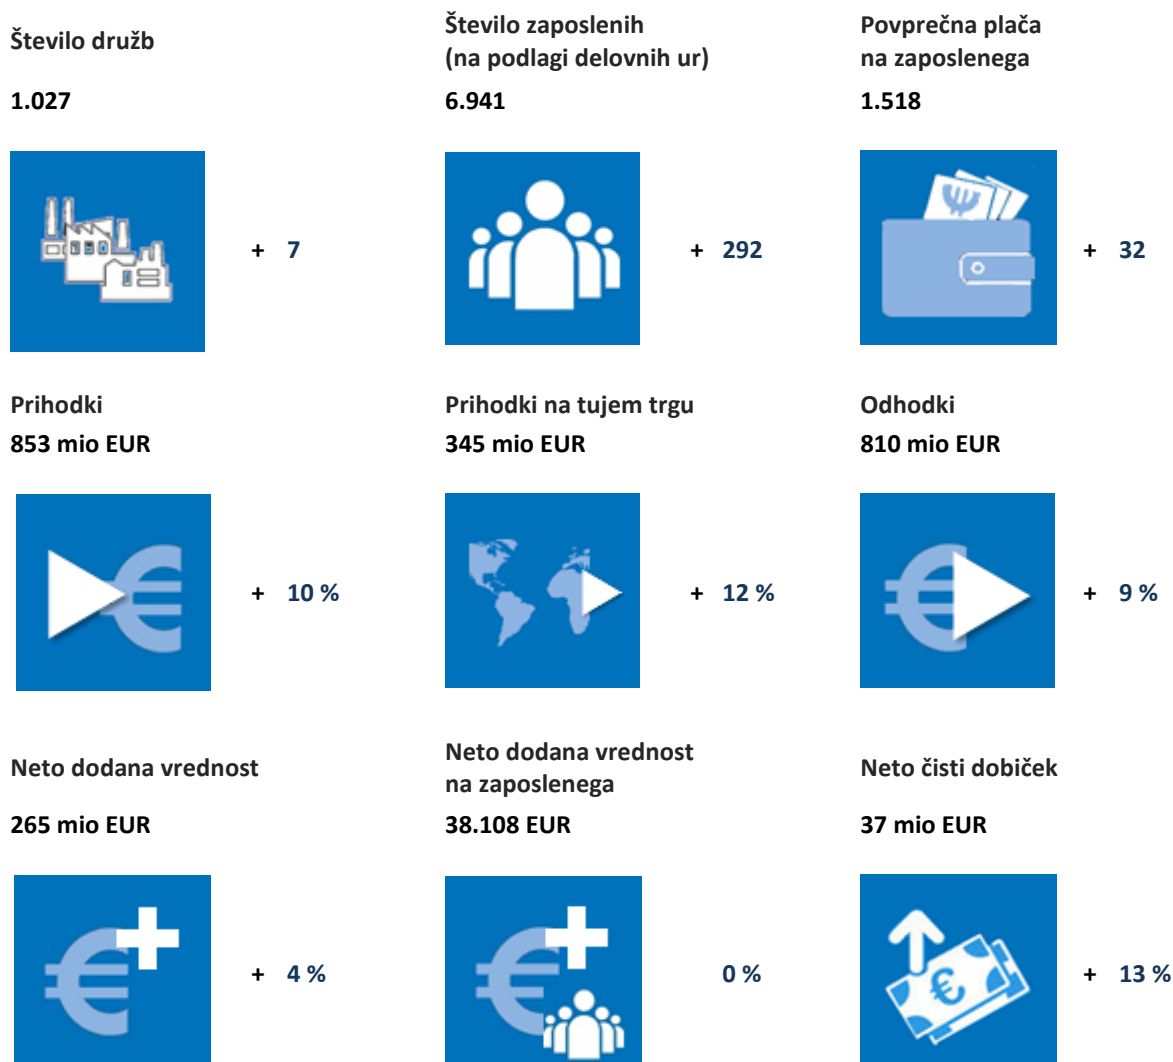 Število družb
1.027
+ 7
Število zaposlenih
(na podlagi delovnih ur)
6.941
+ 292
Povprečna plača
na zaposlenega
1.518
+ 32
Prihodki
853 mio EUR
+ 10 %
Prihodki na tujem trgu
345 mio EUR
+ 12 %
Odhodki
810 mio EUR
+ 9 %
Neto dodana vrednost
265 mio EUR
+ 4 %
Neto dodana vrednost
na zaposlenega
38.108 EUR
0 %
Neto čisti dobiček
37 mio EUR
+ 13 %